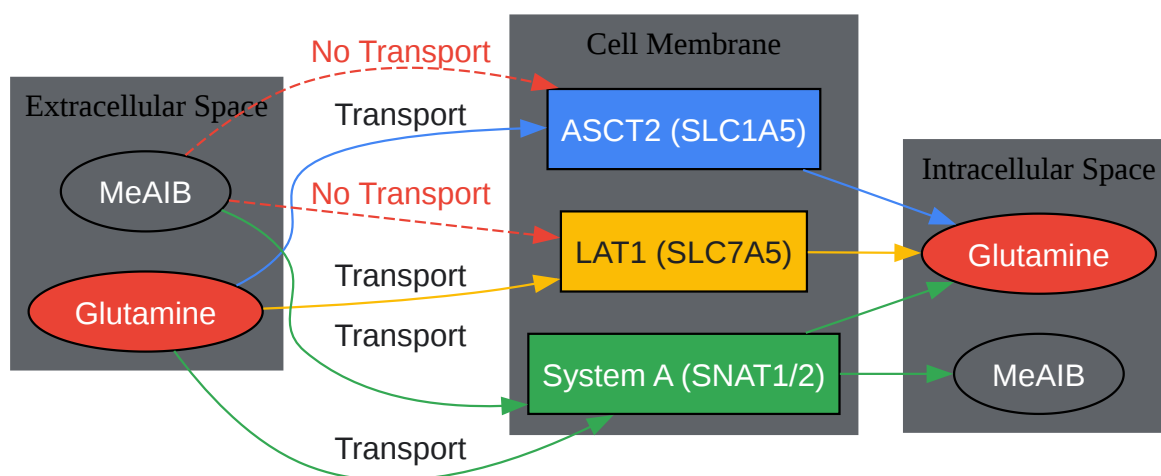 Cell Membrane
No Transport
Extracellular Space
Transport
ASCT2 (SLC1A5)
MeAIB
No Transport
Intracellular Space
LAT1 (SLC7A5)
Glutamine
Transport
Glutamine
Transport
System A (SNAT1/2)
MeAIB
Transport